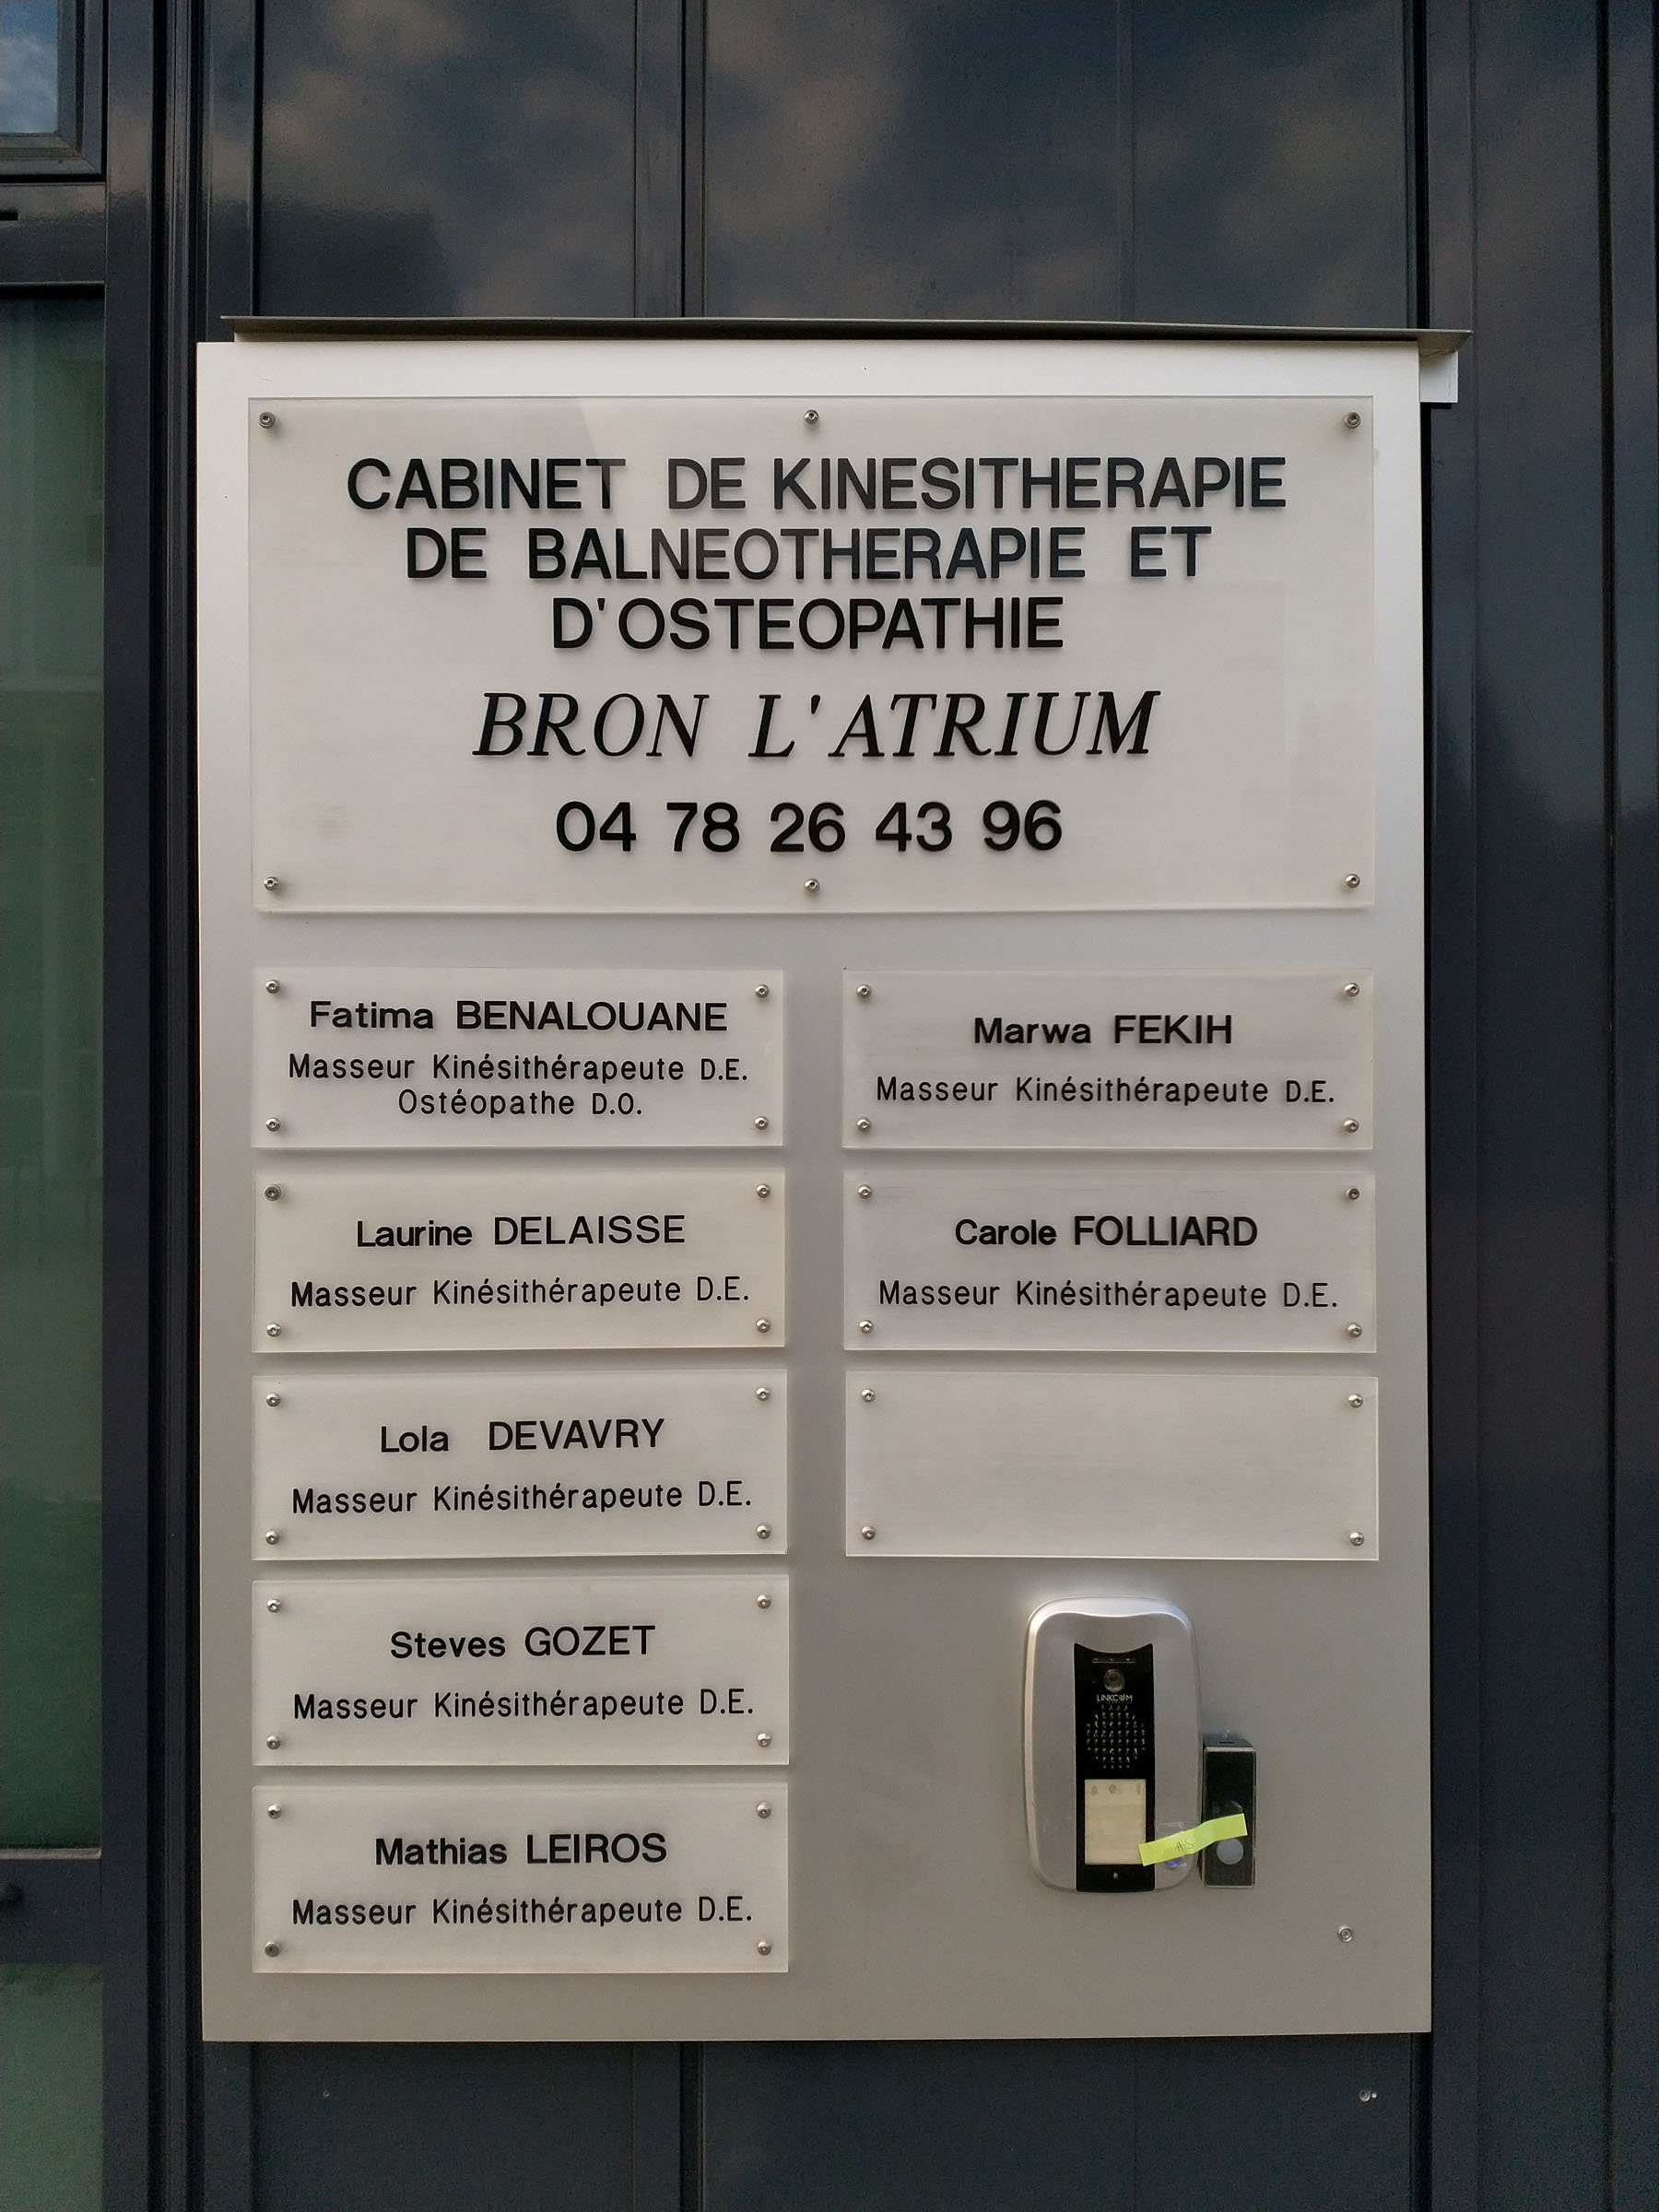 CABINET DE KINESITHERAPIE
DE BALNEOTHERAPIE ET
D'OSTEOPATHIE
BRON L'ATRIUM
04 78 26 43 96
Fatima BENALOUANE
Masseur Kinésithérapeute D.E.
Ostéopathe D.O.
Laurine DELAISSE
Masseur Kinésithérapeute D.E.
Lola DEVAVRY
Masseur Kinésithérapeute D.E.
Steves GOZET
Masseur Kinésithérapeute D.E.
Mathias LEIROS
Masseur Kinésithérapeute D.E.
Marwa FEKIH
Masseur Kinésithérapeute D.E.
Carole FOLLIARD
Masseur Kinésithérapeute D.E.
LINKCOM
HS